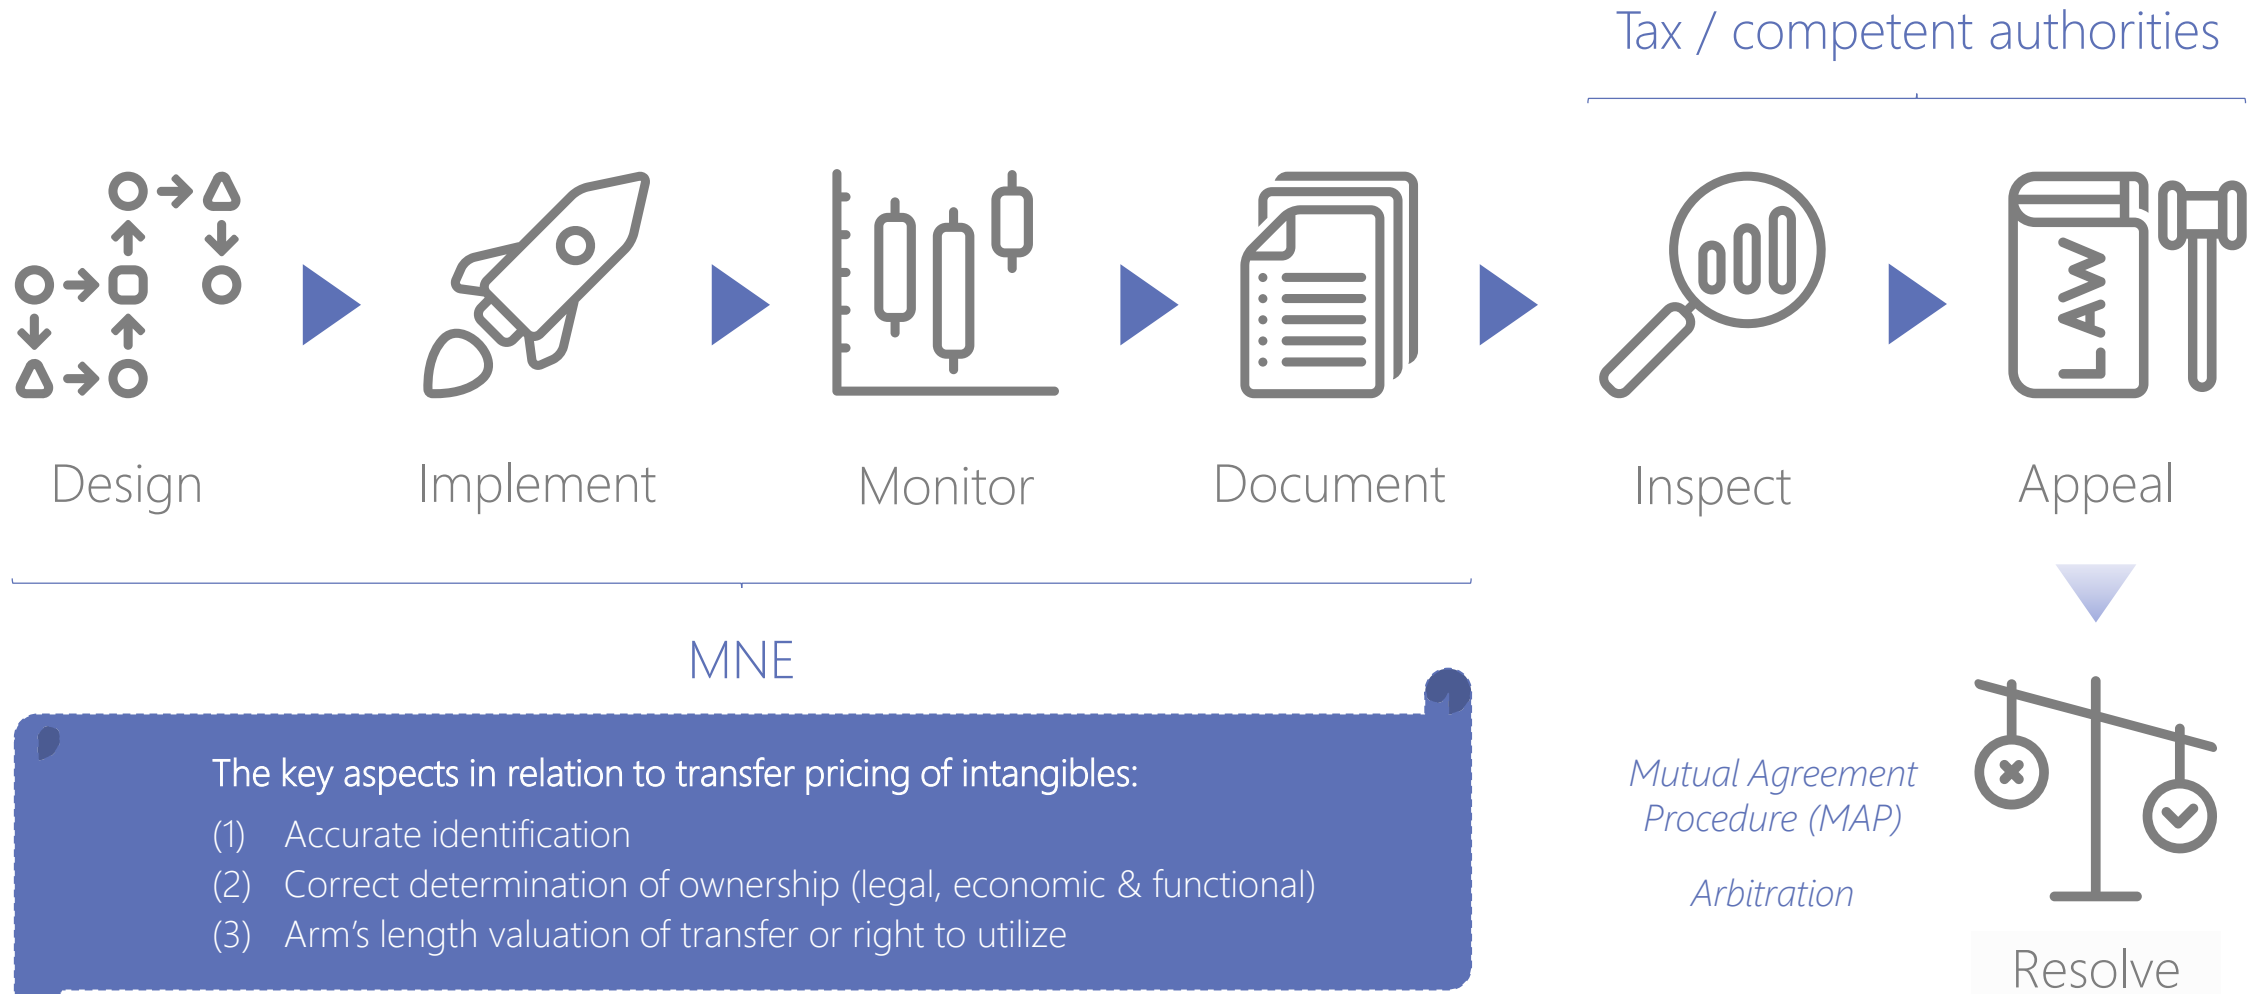 Tax / competent authorities
LAW
Design
Implement
Monitor
Document
Inspect
Appeal
MNE
The key aspects in relation to transfer pricing of intangibles:
(1) Accurate identification
(2) Correct determination of ownership (legal, economic & functional)
(3) Arm’s length valuation of transfer or right to utilize
Mutual Agreement
Procedure (MAP)
Arbitration
Resolve